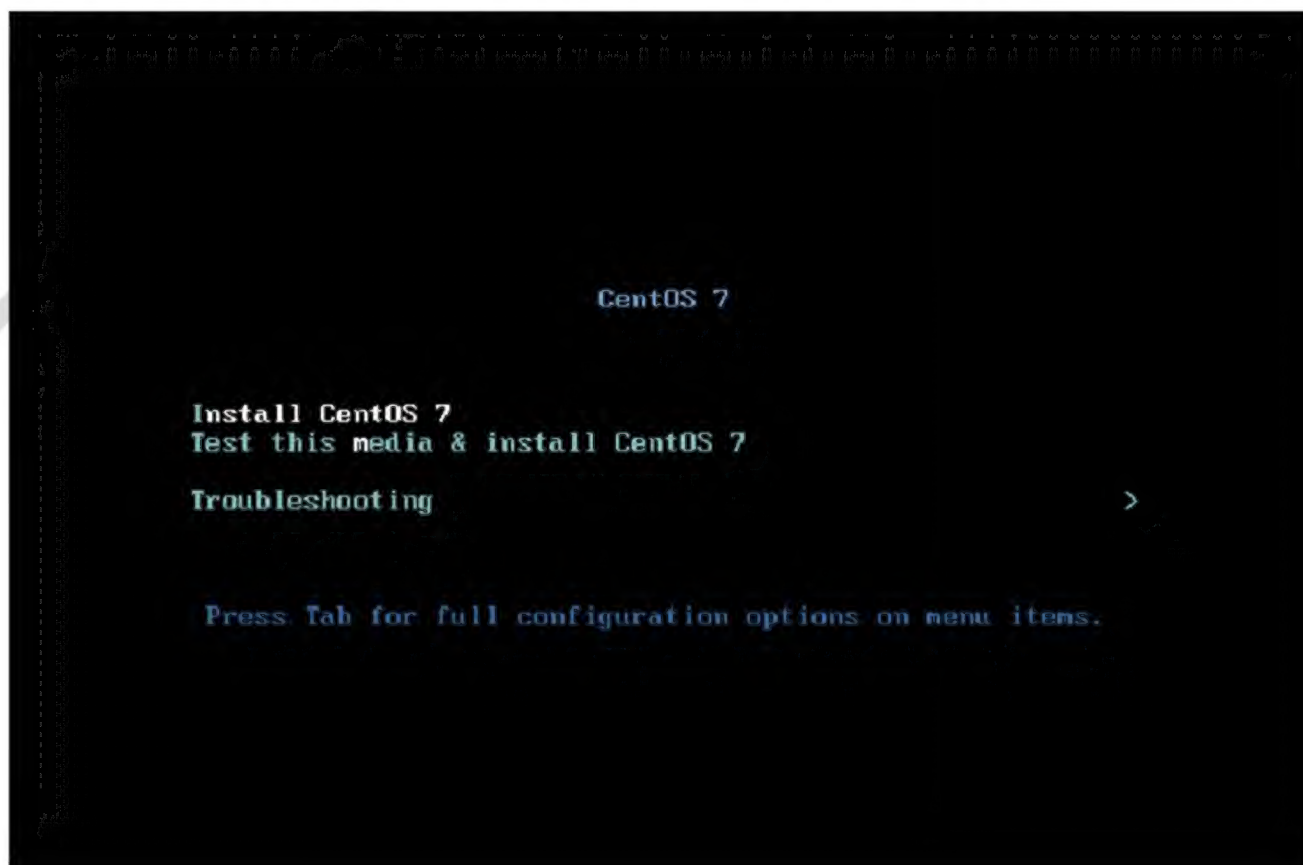 CentOS 7
Install CentOS 7
Test this media & install CentOS 7
Troubleshooting >
Press Tab for full configuration options on menu items.